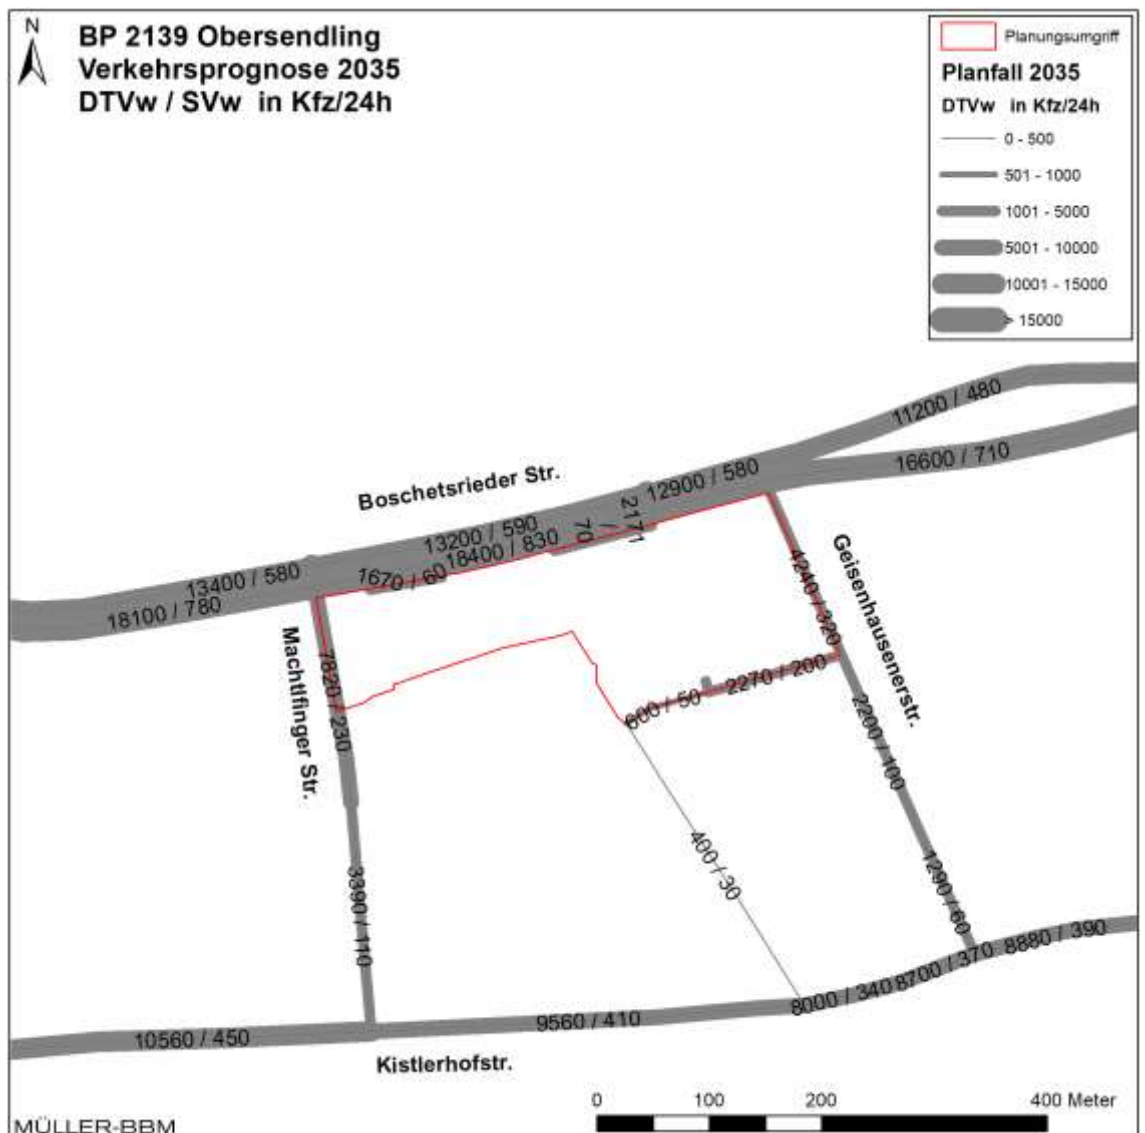 N
BP 2139 Obersendling
Verkehrsprognose 2035
DTVw / SVw in Kfz/24h
Planungsumgriff
Planfall 2035
DTVw in Kfz/24h
0 - 500
501 - 1000
1001 - 5000
5001 - 10000
10001 - 15000
> 15000
11200 / 480
16600 / 710
Boschetsrieder Str.
12900 / 580
13200 / 590
18400 / 830
2171 / 70
13400 / 580
18100 / 780
1670 / 60
Geisenhausenerstr.
4240 / 320
Machtlfinger Str.
7820 / 230
2270 / 200
600 / 50
2200 / 100
400 / 30
3390 / 110
1290 / 60
8880 / 390
8700 / 370
8000 / 340
9560 / 410
10560 / 450
Kistlerhofstr.
0 100 200 400 Meter
MÜLLER-BBM